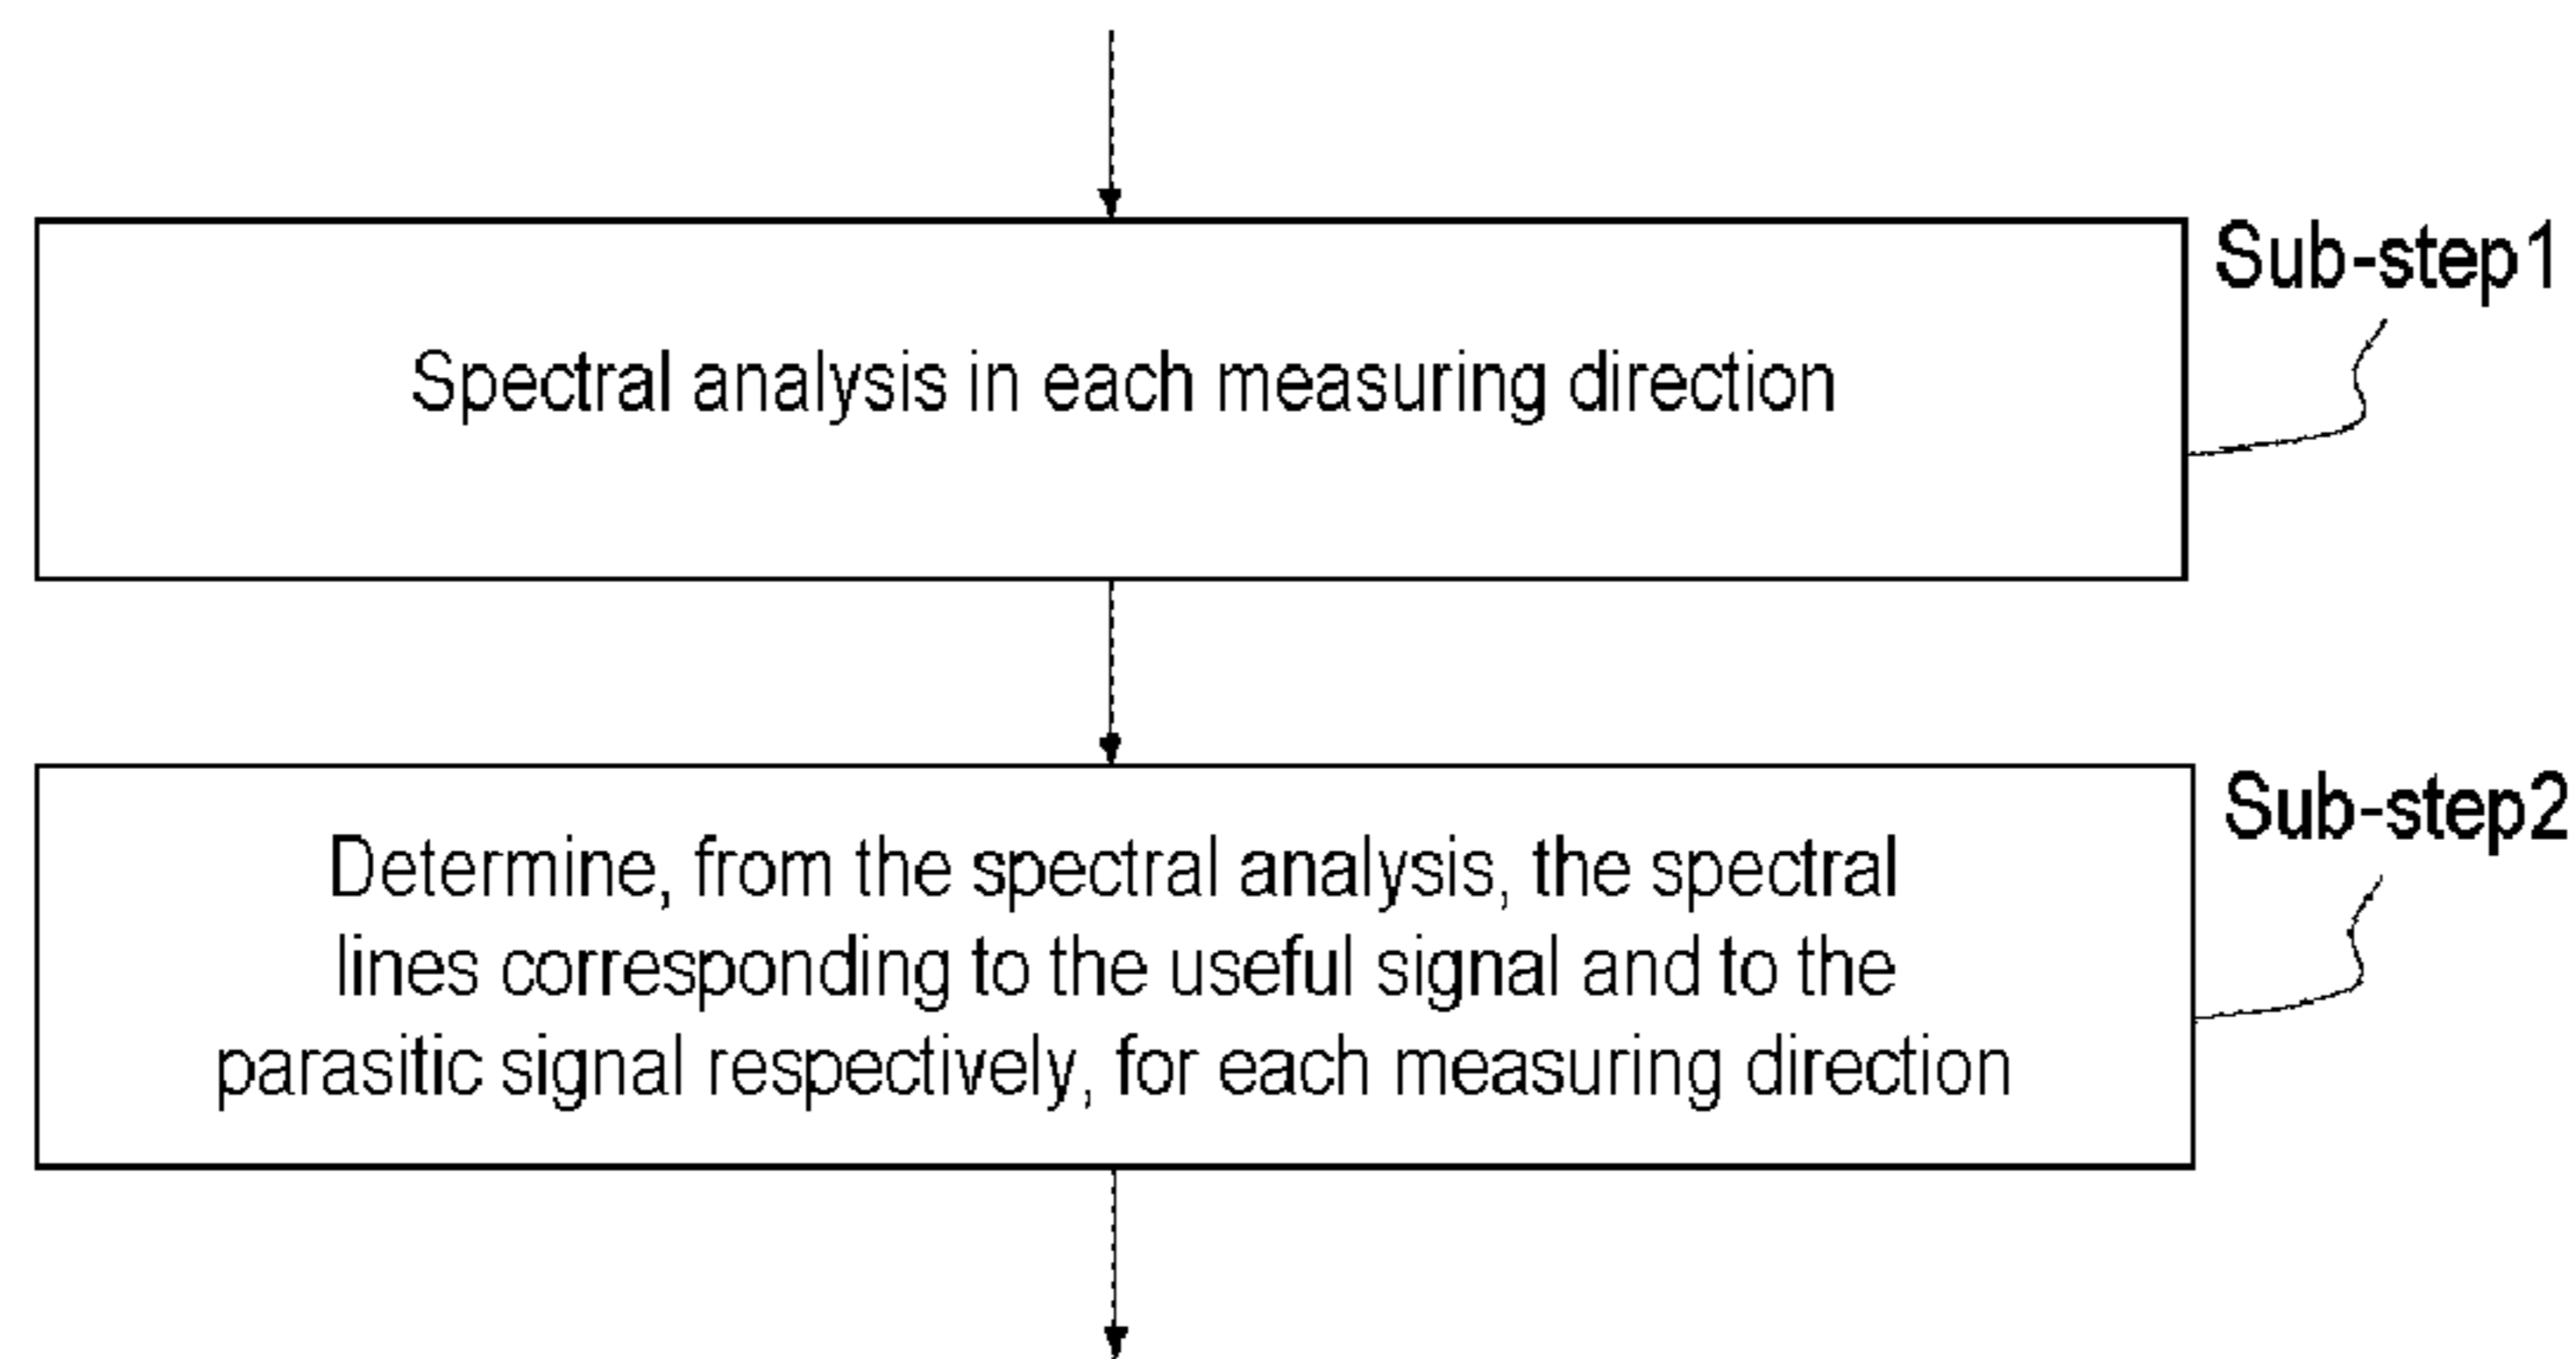 Sub-step1
Spectral analysis in each measuring direction
Sub-step2
Determine, from the spectral analysis, the spectral
lines corresponding to the useful signal and to the
parasitic signal respectively, for each measuring direction